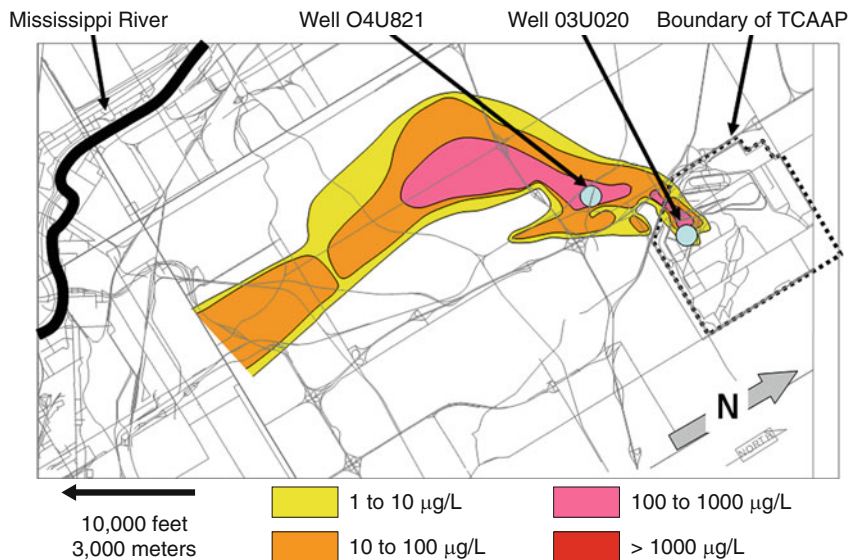 Mississippi River
Well O4U821
Well 03U020
Boundary of TCAAP
N
NORTH
10,000 feet
3,000 meters
1 to 10 µg/L
10 to 100 µg/L
100 to 1000 µg/L
> 1000 µg/L